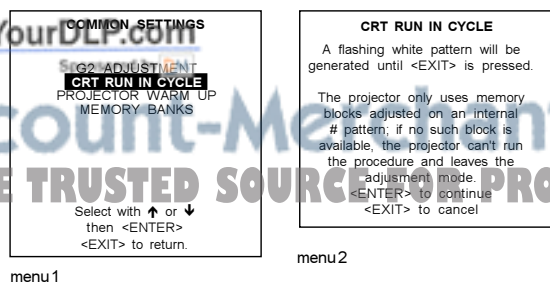 COMMON SETTINGS
G2 ADJUSTMENT
CRT RUN IN CYCLE
PROJECTOR WARM UP
MEMORY BANKS
Select with ↑ or ↓
then <ENTER>
<EXIT> to return.
menu1
CRT RUN IN CYCLE
A flashing white pattern will be
generated until <EXIT> is pressed.
The projector only uses memory
blocks adjusted on an internal
# pattern; if no such block is
available, the projector can't run
the procedure and leaves the
adjusment mode.
<ENTER> to continue
<EXIT> to cancel
menu2
YourDLP.com
ount-Merchan
E TRUSTED SOURCE FOR PRO